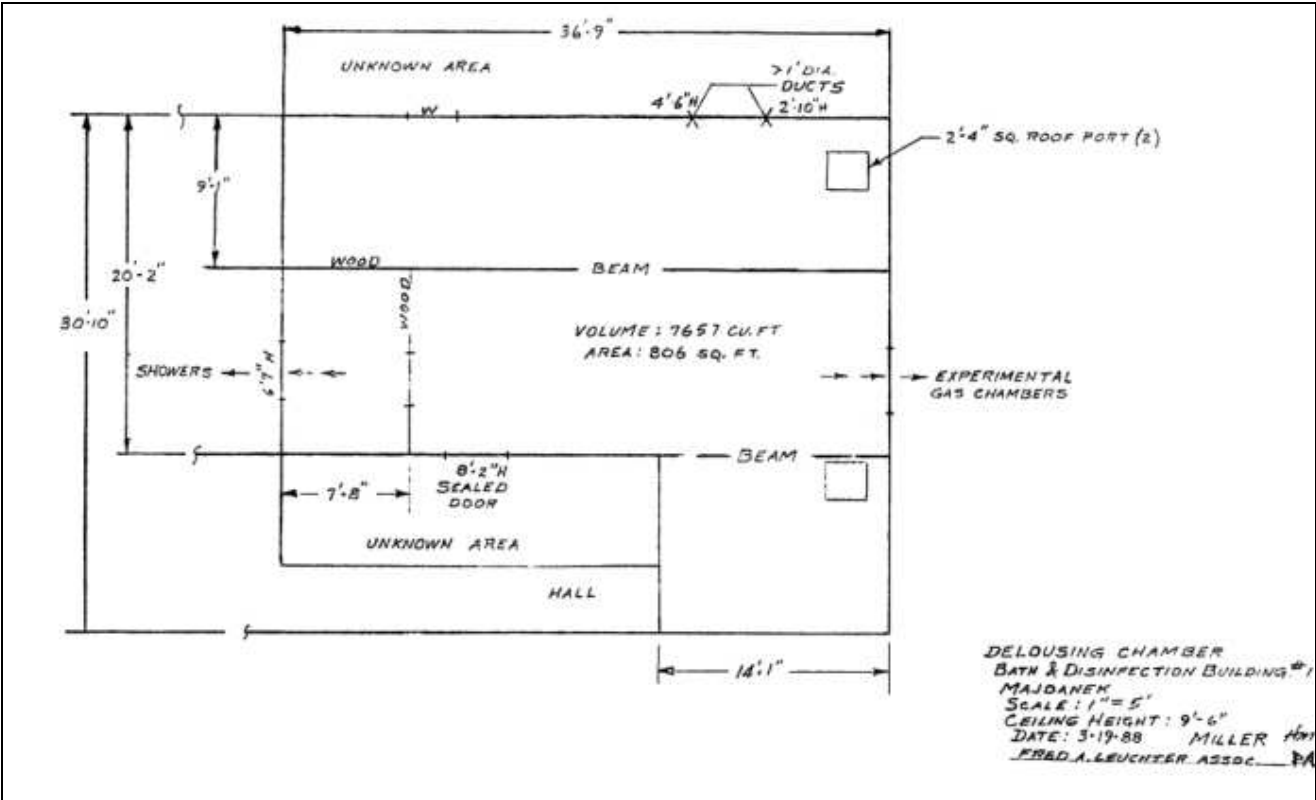 36'-9"
UNKNOWN AREA
>1' DIA.
DUCTS
4'6"H
2'-10"H
W
2'-4" SQ. ROOF PORT (2)
9'-1"
20'-2"
WOOD
BEAM
WOOD
30'-10"
VOLUME: 7657 CU. FT
AREA: 806 SQ. FT.
SHOWERS
6'7" H
EXPERIMENTAL
GAS CHAMBERS
BEAM
8'-2"H
SEALED
DOOR
7'-8"
UNKNOWN AREA
HALL
14'-1"
DELOUSING CHAMBER
BATH & DISINFECTION BUILDING #1
MAJDANEK
SCALE: 1"=5'
CEILING HEIGHT: 9'-6"
DATE: 3-19-88 MILLER
FRED A. LEUCHTER ASSOC.